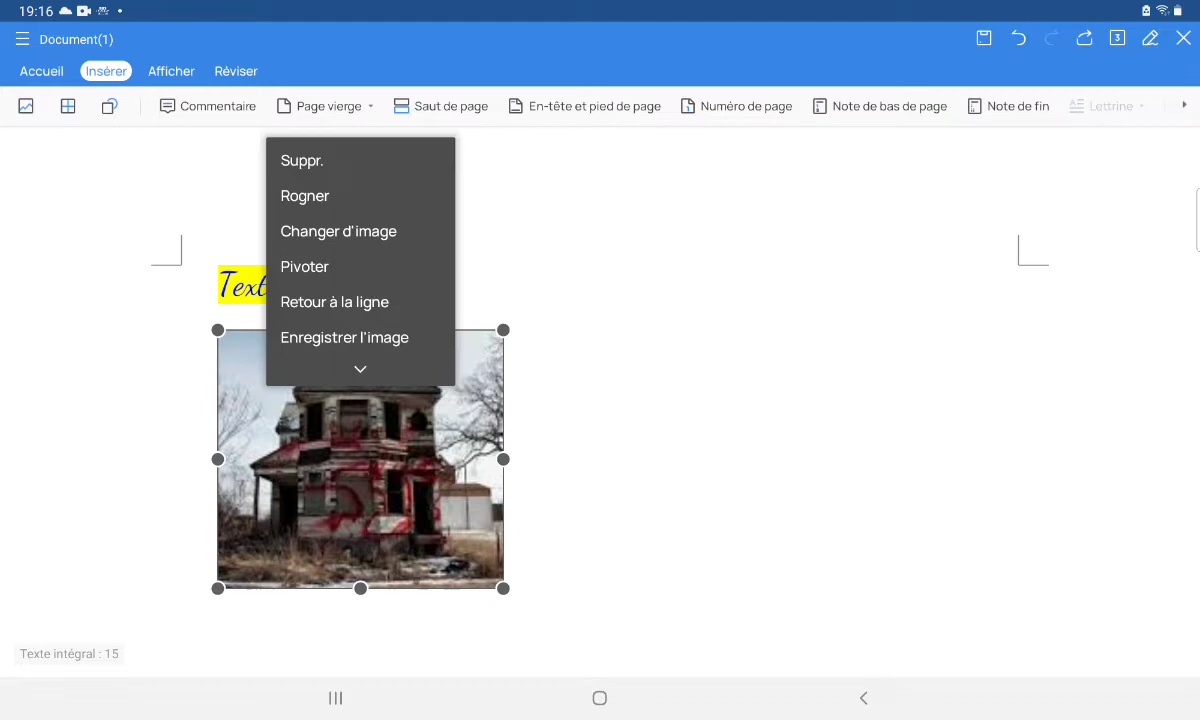 19:16
Document(1)
3
Accueil Insérer Afficher Réviser
Commentaire Page vierge Saut de page En-tête et pied de page Numéro de page Note de bas de page Note de fin Lettrine
Suppr.
Rogner
Changer d'image
Pivoter
Text
Retour à la ligne
Enregistrer l'image
Texte intégral : 15